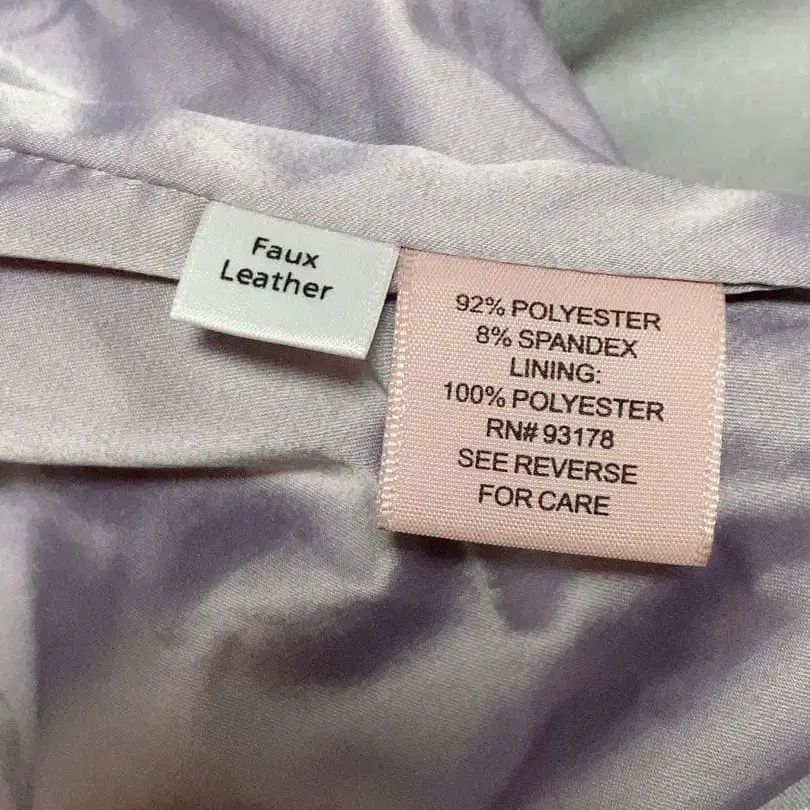 Faux
Leather
92% POLYESTER
8% SPANDEX
LINING:
100% POLYESTER
RN# 93178
SEE REVERSE
FOR CARE